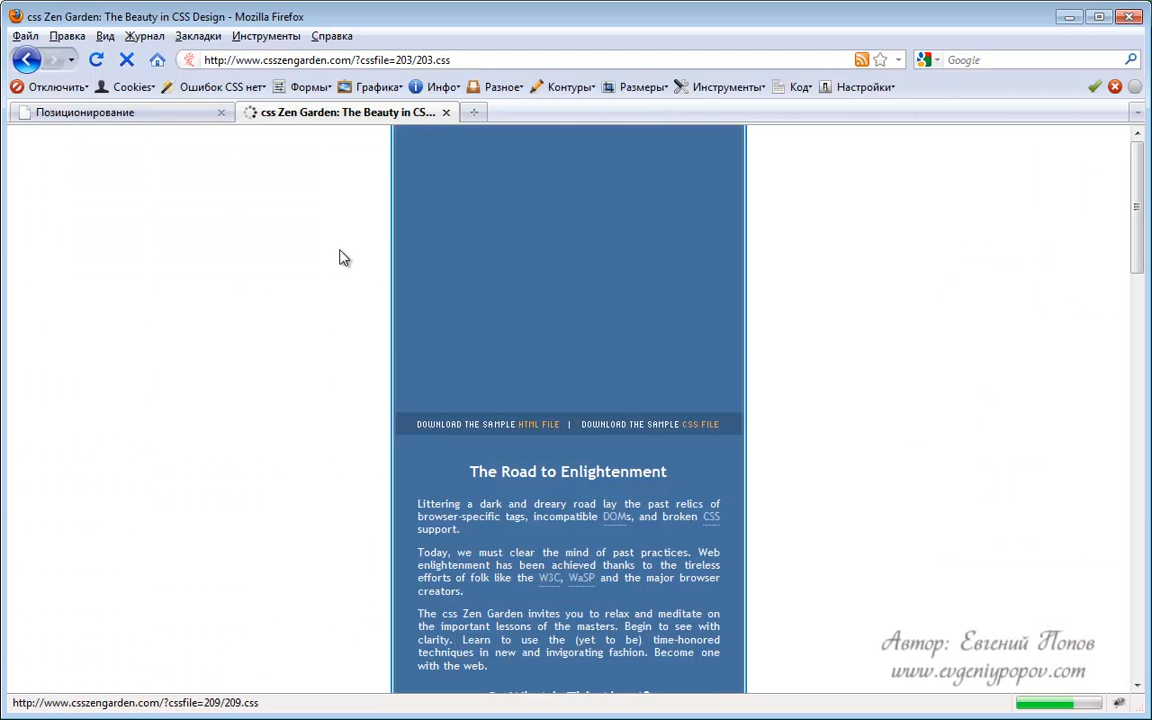 css Zen Garden: The Beauty in CSS Design - Mozilla Firefox
Файл Правка Вид Журнал Закладки Инструменты Справка
http://www.csszengarden.com/?cssfile=203/203.css Google
Отключить Cookies Ошибок CSS нет Формы Графика Инфо Разное Контуры Размеры Инструменты Код Настройки
Позиционирование css Zen Garden: The Beauty in CS...
DOWNLOAD THE SAMPLE HTML FILE | DOWNLOAD THE SAMPLE CSS FILE
The Road to Enlightenment
Littering a dark and dreary road lay the past relics of
browser-specific tags, incompatible DOMs, and broken CSS
support.
Today, we must clear the mind of past practices. Web
enlightenment has been achieved thanks to the tireless
efforts of folk like the W3C, WaSP and the major browser
creators.
The css Zen Garden invites you to relax and meditate on
the important lessons of the masters. Begin to see with
clarity. Learn to use the (yet to be) time-honored
techniques in new and invigorating fashion. Become one
with the web.
Автор: Евгений Попов
www.evgeniypopov.com
http://www.csszengarden.com/?cssfile=209/209.css